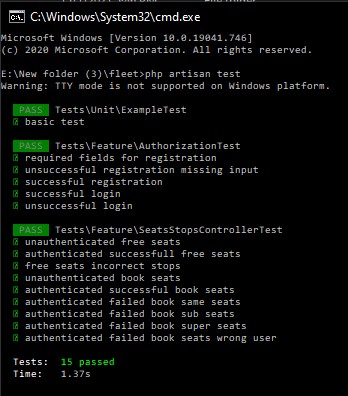 C:\Windows\System32\cmd.exe
Microsoft Windows [Version 10.0.19041.746]
(c) 2020 Microsoft Corporation. All rights reserved.
E:\New folder (3)\fleet>php artisan test
Warning: TTY mode is not supported on Windows platform.
PASS Tests\Unit\ExampleTest
basic test
PASS Tests\Feature\AuthorizationTest
required fields for registration
unsuccessful registration missing input
successful registration
successful login
unsuccessful login
PASS Tests\Feature\SeatsStopsControllerTest
unauthenticated free seats
authenticated successfull free seats
free seats incorrect stops
unauthenticated book seats
authenticated successful book seats
authenticated failed book same seats
authenticated failed book sub seats
authenticated failed book super seats
authenticated failed book seats wrong user
Tests: 15 passed
Time: 1.37s